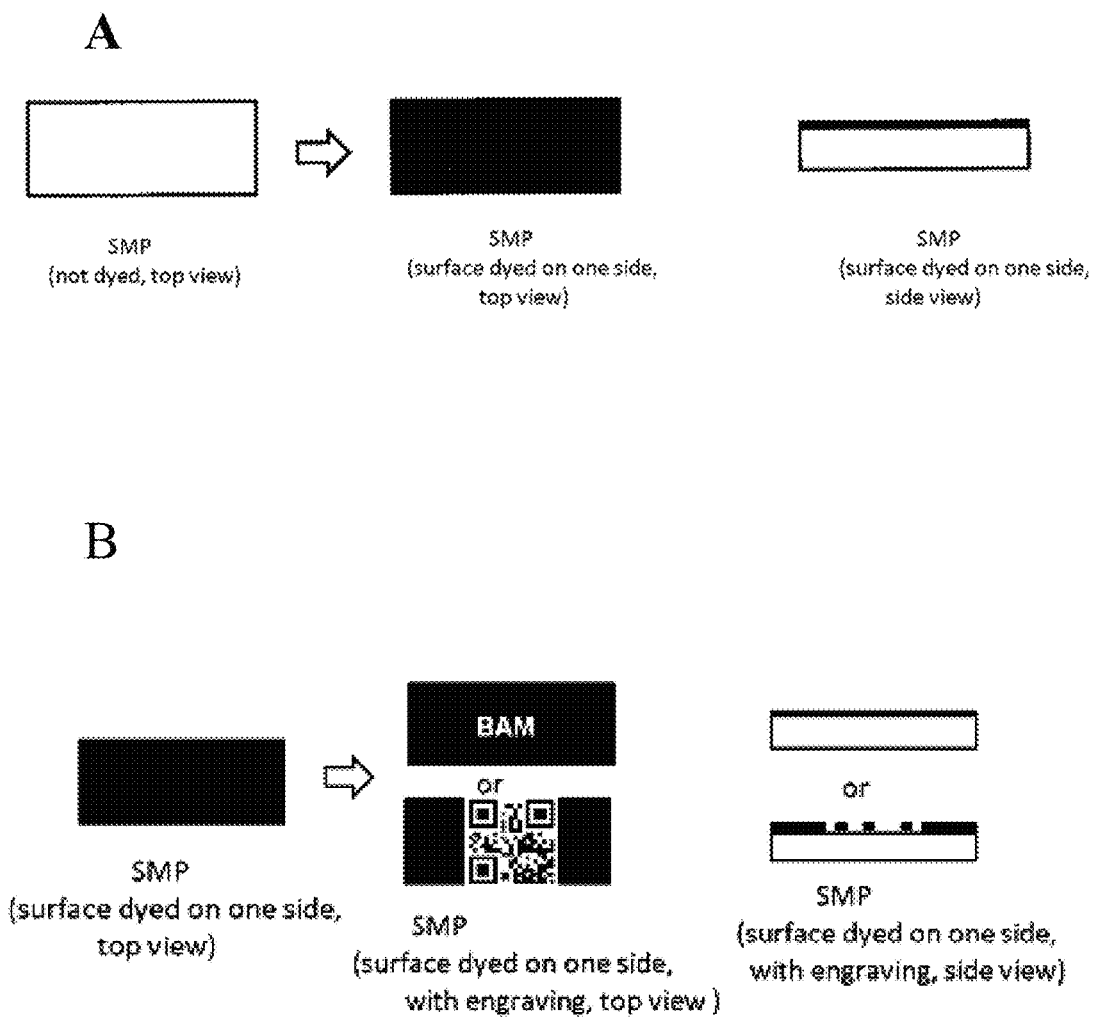 A
SMP
(not dyed, top view)
SMP
(surface dyed on one side,
top view)
SMP
(surface dyed on one side,
side view)
B
SMP
(surface dyed on one side,
top view)
BAM
or
SMP
(surface dyed on one side,
with engraving, top view )
or
SMP
(surface dyed on one side,
with engraving, side view)